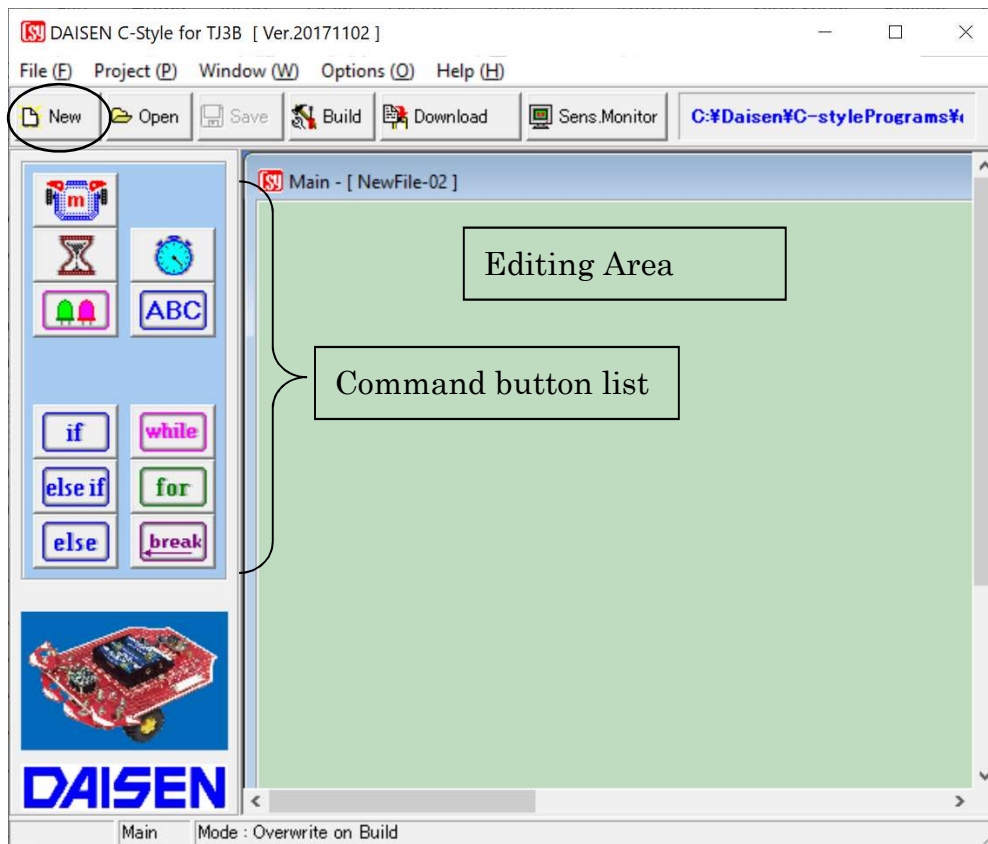 DAISEN C-Style for TJ3B [ Ver.20171102 ]
File (F) Project (P) Window (W) Options (O) Help (H)
New Open Save Build Download Sens.Monitor C:¥Daisen¥C-stylePrograms¥
Main - [ NewFile-02 ]
m
Editing Area
ABC
Command button list
if while
else if for
else break
DAISEN
Main Mode : Overwrite on Build